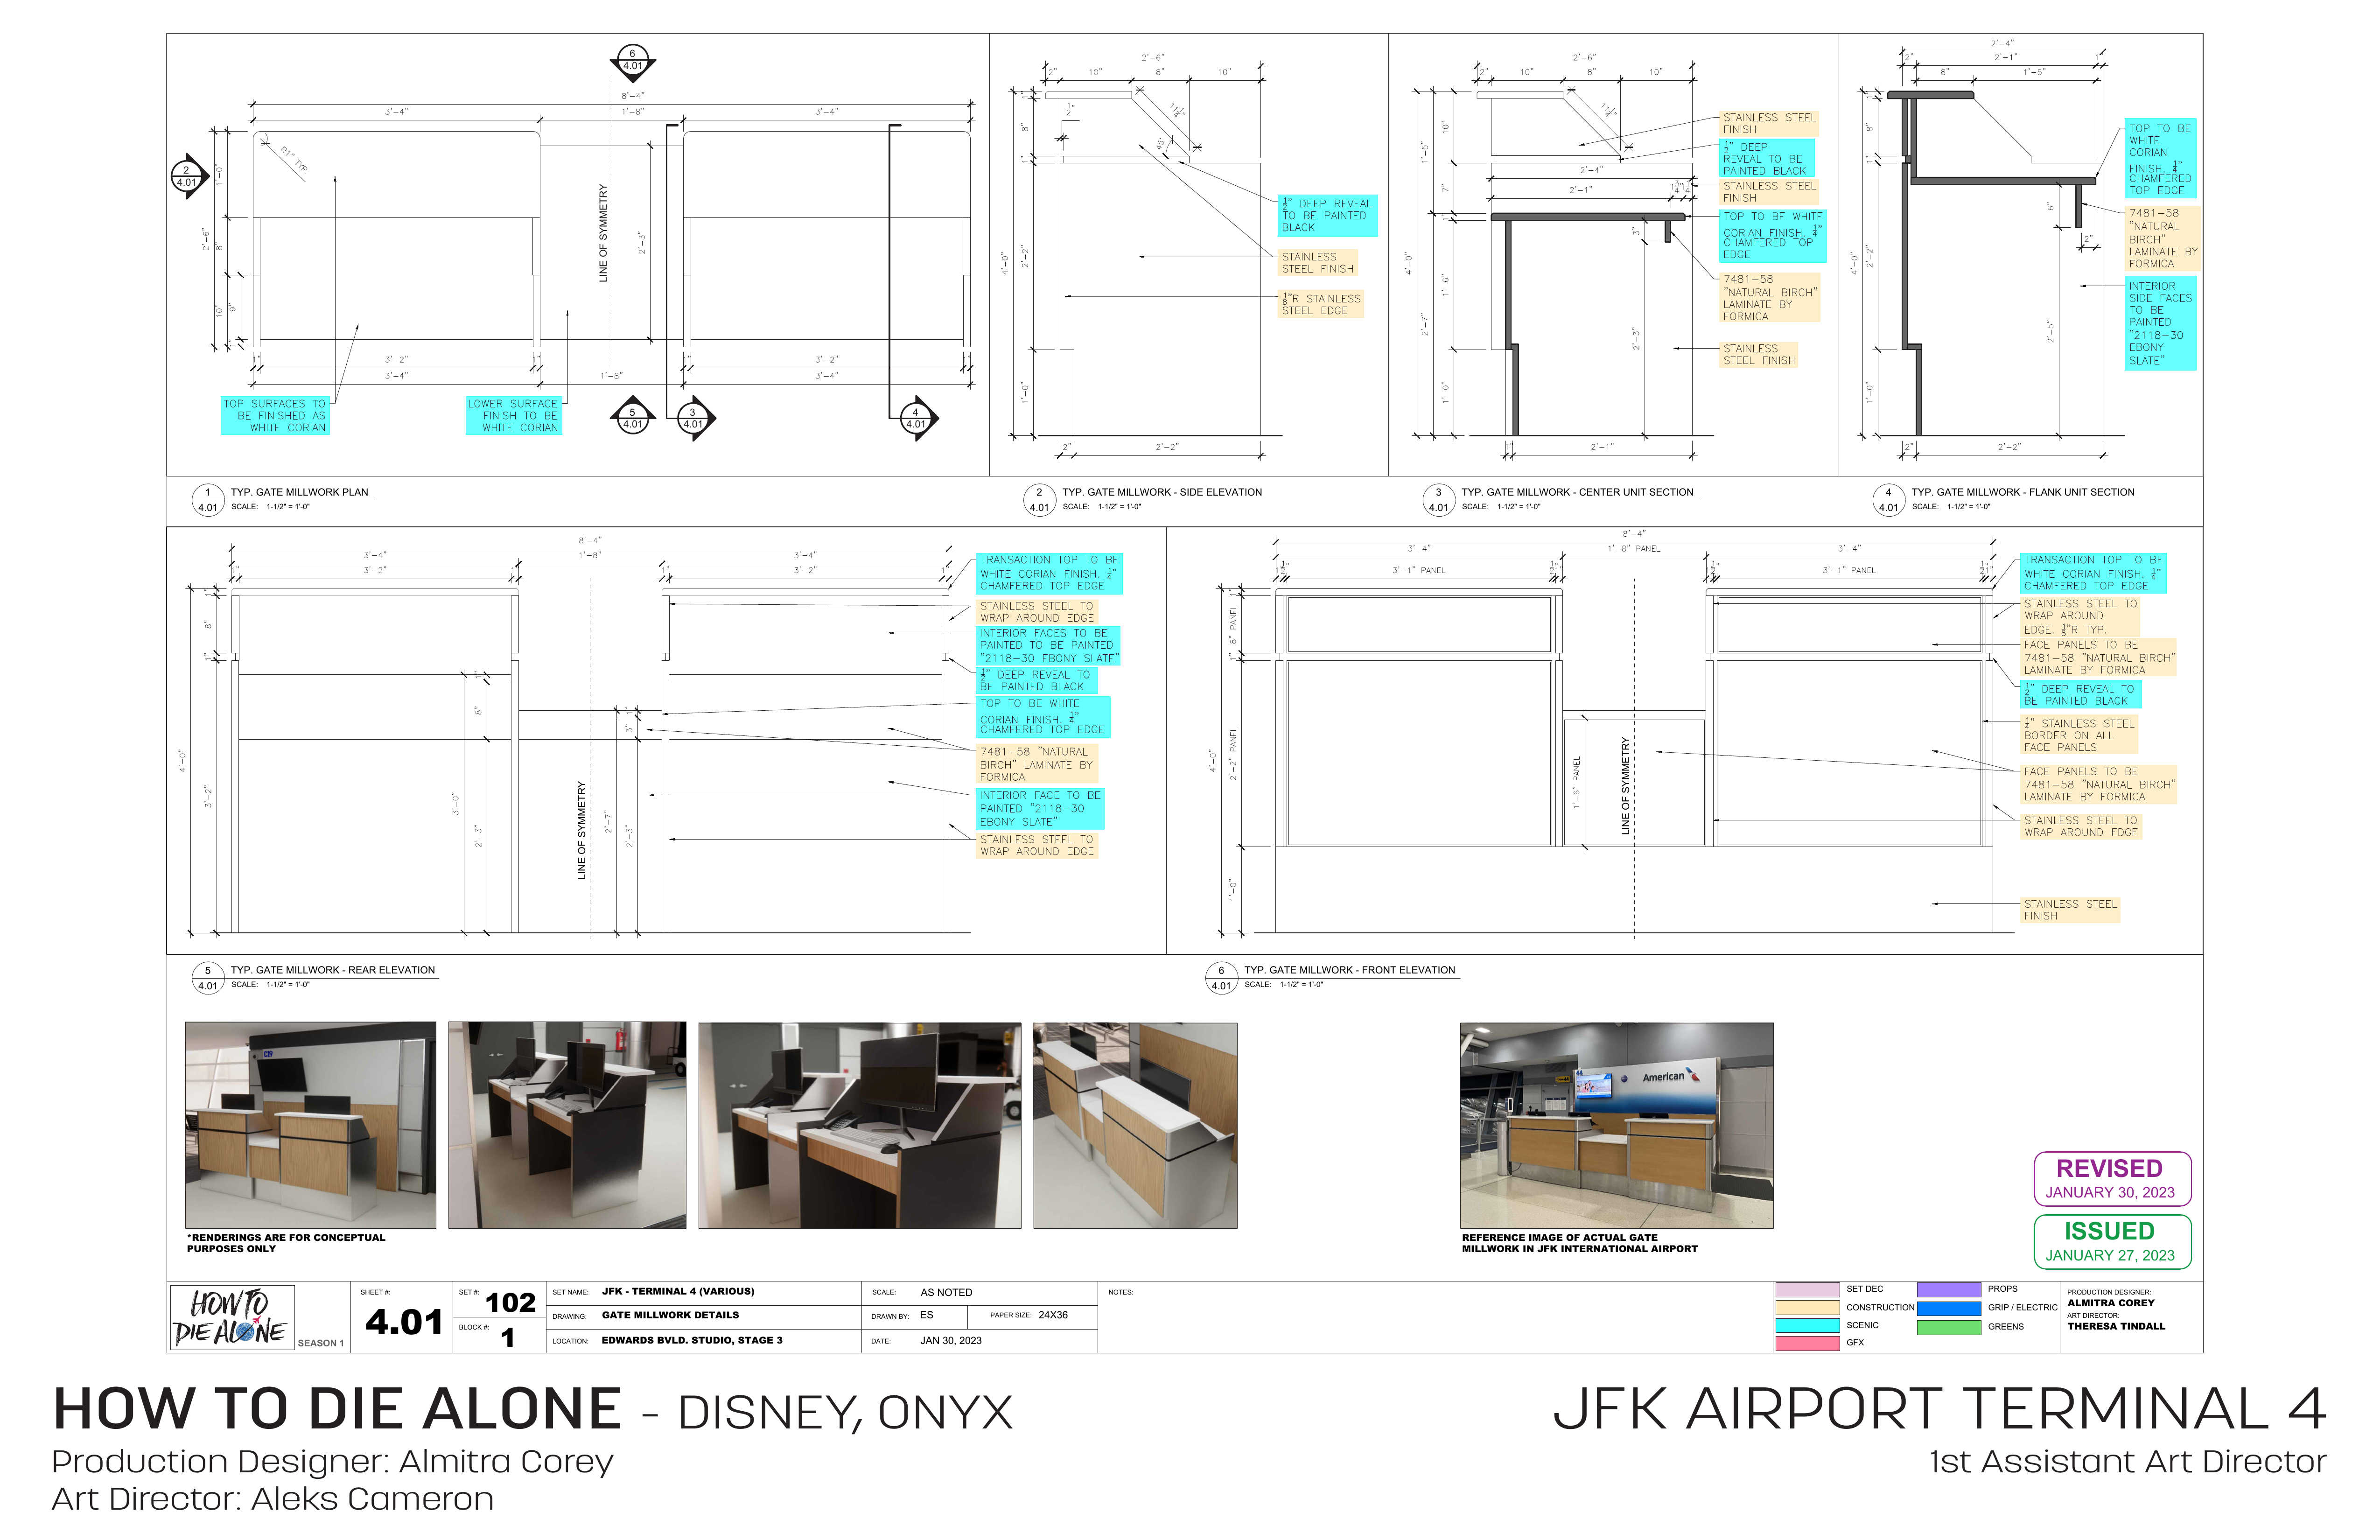 6
4.01
8'-4"
3'-4"
1'-8"
3'-4"
R1" TYP.
2
4.01
1'-0"
2'-6"
8"
10"
9"
1"
LINE OF SYMMETRY
2'-3"
1"
3'-2"
1"
1"
3'-2"
1"
3'-4"
1'-8"
3'-4"
TOP SURFACES TO
BE FINISHED AS
WHITE CORIAN
LOWER SURFACE
FINISH TO BE
WHITE CORIAN
5
4.01
3
4.01
4
4.01
2'-6"
2"
10"
8"
10"
1"
8"
1"
1/2"
11 1/4"
45°
4'-0"
2'-2"
1'-0"
2"
2'-2"
1/2" DEEP REVEAL
TO BE PAINTED
BLACK
STAINLESS
STEEL FINISH
1/8"R STAINLESS
STEEL EDGE
2'-6"
2"
10"
8"
10"
11 1/4"
10"
1'-5"
7"
1"
4'-0"
1'-6"
2'-7"
1'-0"
2'-4"
2'-1"
3"
2'-3"
1"
2'-1"
STAINLESS STEEL
FINISH
1/2" DEEP
REVEAL TO BE
PAINTED BLACK
STAINLESS STEEL
FINISH
TOP TO BE WHITE
CORIAN FINISH. 1/4"
CHAMFERED TOP
EDGE
7481-58
"NATURAL BIRCH"
LAMINATE BY
FORMICA
STAINLESS
STEEL FINISH
2'-4"
2"
2'-1"
1"
8"
1'-5"
1"
8"
1"
4'-0"
2'-2"
1'-0"
6"
2"
2'-5"
2"
2'-2"
TOP TO BE
WHITE
CORIAN
FINISH. 1/4"
CHAMFERED
TOP EDGE
7481-58
"NATURAL
BIRCH"
LAMINATE BY
FORMICA
INTERIOR
SIDE FACES
TO BE
PAINTED
"2118-30
EBONY
SLATE"
1
4.01
TYP. GATE MILLWORK PLAN
SCALE: 1-1/2" = 1'-0"
2
4.01
TYP. GATE MILLWORK - SIDE ELEVATION
SCALE: 1-1/2" = 1'-0"
3
4.01
TYP. GATE MILLWORK - CENTER UNIT SECTION
SCALE: 1-1/2" = 1'-0"
4
4.01
TYP. GATE MILLWORK - FLANK UNIT SECTION
SCALE: 1-1/2" = 1'-0"
8'-4"
3'-4"
1'-8"
3'-4"
1"
3'-2"
1"
1"
3'-2"
1"
1"
8"
1"
4'-0"
3'-2"
1"
8"
3'-0"
2'-3"
1"
3"
2'-7"
2'-3"
LINE OF SYMMETRY
TRANSACTION TOP TO BE
WHITE CORIAN FINISH. 1/4"
CHAMFERED TOP EDGE
STAINLESS STEEL TO
WRAP AROUND EDGE
INTERIOR FACES TO BE
PAINTED TO BE PAINTED
"2118-30 EBONY SLATE"
1/2" DEEP REVEAL TO
BE PAINTED BLACK
TOP TO BE WHITE
CORIAN FINISH. 1/4"
CHAMFERED TOP EDGE
7481-58 "NATURAL
BIRCH" LAMINATE BY
FORMICA
INTERIOR FACE TO BE
PAINTED "2118-30
EBONY SLATE"
STAINLESS STEEL TO
WRAP AROUND EDGE
8'-4"
3'-4"
1'-8" PANEL
3'-4"
3'-1" PANEL
3'-1" PANEL
1"
8" PANEL
1"
4'-0"
2'-2" PANEL
1'-6" PANEL
1'-0"
LINE OF SYMMETRY
TRANSACTION TOP TO BE
WHITE CORIAN FINISH. 1/4"
CHAMFERED TOP EDGE
STAINLESS STEEL TO
WRAP AROUND
EDGE. 1/8"R TYP.
FACE PANELS TO BE
7481-58 "NATURAL BIRCH"
LAMINATE BY FORMICA
1/2" DEEP REVEAL TO
BE PAINTED BLACK
1/4" STAINLESS STEEL
BORDER ON ALL
FACE PANELS
FACE PANELS TO BE
7481-58 "NATURAL BIRCH"
LAMINATE BY FORMICA
STAINLESS STEEL TO
WRAP AROUND EDGE
STAINLESS STEEL
FINISH
5
4.01
TYP. GATE MILLWORK - REAR ELEVATION
SCALE: 1-1/2" = 1'-0"
6
4.01
TYP. GATE MILLWORK - FRONT ELEVATION
SCALE: 1-1/2" = 1'-0"
American
*RENDERINGS ARE FOR CONCEPTUAL
PURPOSES ONLY
REFERENCE IMAGE OF ACTUAL GATE
MILLWORK IN JFK INTERNATIONAL AIRPORT
REVISED
JANUARY 30, 2023
ISSUED
JANUARY 27, 2023
HOW TO
DIE ALONE
SEASON 1
SHEET #:
4.01
SET #:
102
BLOCK #:
1
SET NAME: JFK - TERMINAL 4 (VARIOUS)
DRAWING: GATE MILLWORK DETAILS
LOCATION: EDWARDS BVLD. STUDIO, STAGE 3
SCALE: AS NOTED
DRAWN BY: ES
PAPER SIZE: 24X36
DATE: JAN 30, 2023
NOTES:
SET DEC
CONSTRUCTION
SCENIC
GFX
PROPS
GRIP / ELECTRIC
GREENS
PRODUCTION DESIGNER:
ALMITRA COREY
ART DIRECTOR:
THERESA TINDALL
HOW TO DIE ALONE - DISNEY, ONYX
Production Designer: Almitra Corey
Art Director: Aleks Cameron
JFK AIRPORT TERMINAL 4
1st Assistant Art Director